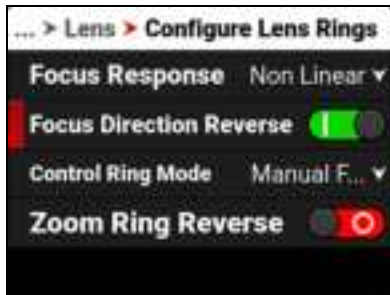 ... > Lens > Configure Lens Rings
Focus Response Non Linear
Focus Direction Reverse
Control Ring Mode Manual F...
Zoom Ring Reverse